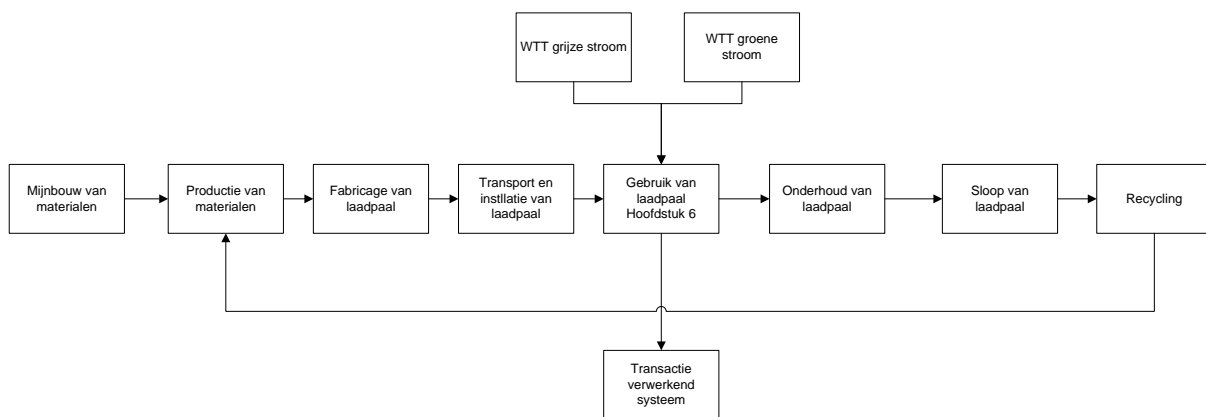 WTT grijze stroom
WTT groene
stroom
Mijnbouw van
materialen
Productie van
materialen
Fabricage van
laadpaal
Transport en
instllatie van
laadpaal
Gebruik van
laadpaal
Hoofdstuk 6
Onderhoud van
laadpaal
Sloop van
laadpaal
Recycling
Transactie
verwerkend
systeem